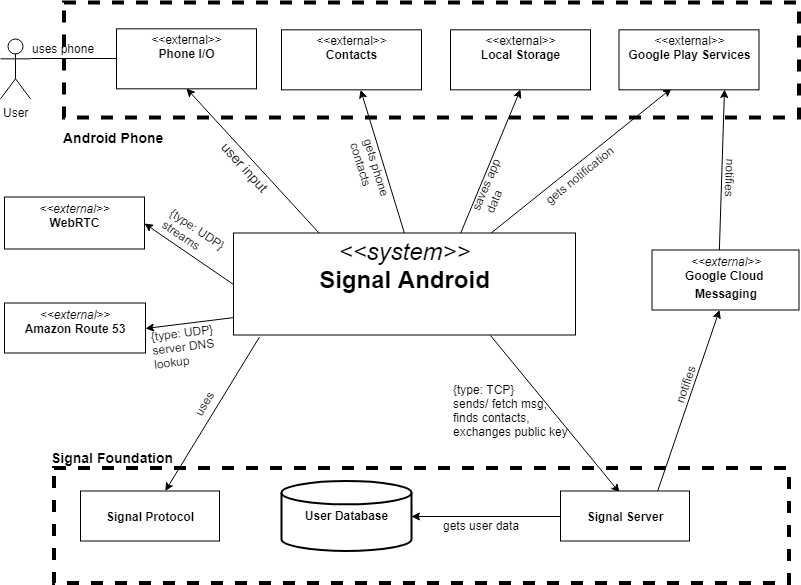 <<external>>
Phone I/O
<<external>>
Contacts
<<external>>
Local Storage
<<external>>
Google Play Services
uses phone
User
Android Phone
user input
gets phone
contacts
saves app
data
gets notification
notifies
<<external>>
WebRTC
{type: UDP}
streams
<<system>>
Signal Android
<<external>>
Google Cloud
Messaging
<<external>>
Amazon Route 53
{type: UDP}
server DNS
lookup
uses
{type: TCP}
sends/ fetch msg,
finds contacts,
exchanges public key
notifies
Signal Foundation
Signal Protocol
User Database
gets user data
Signal Server